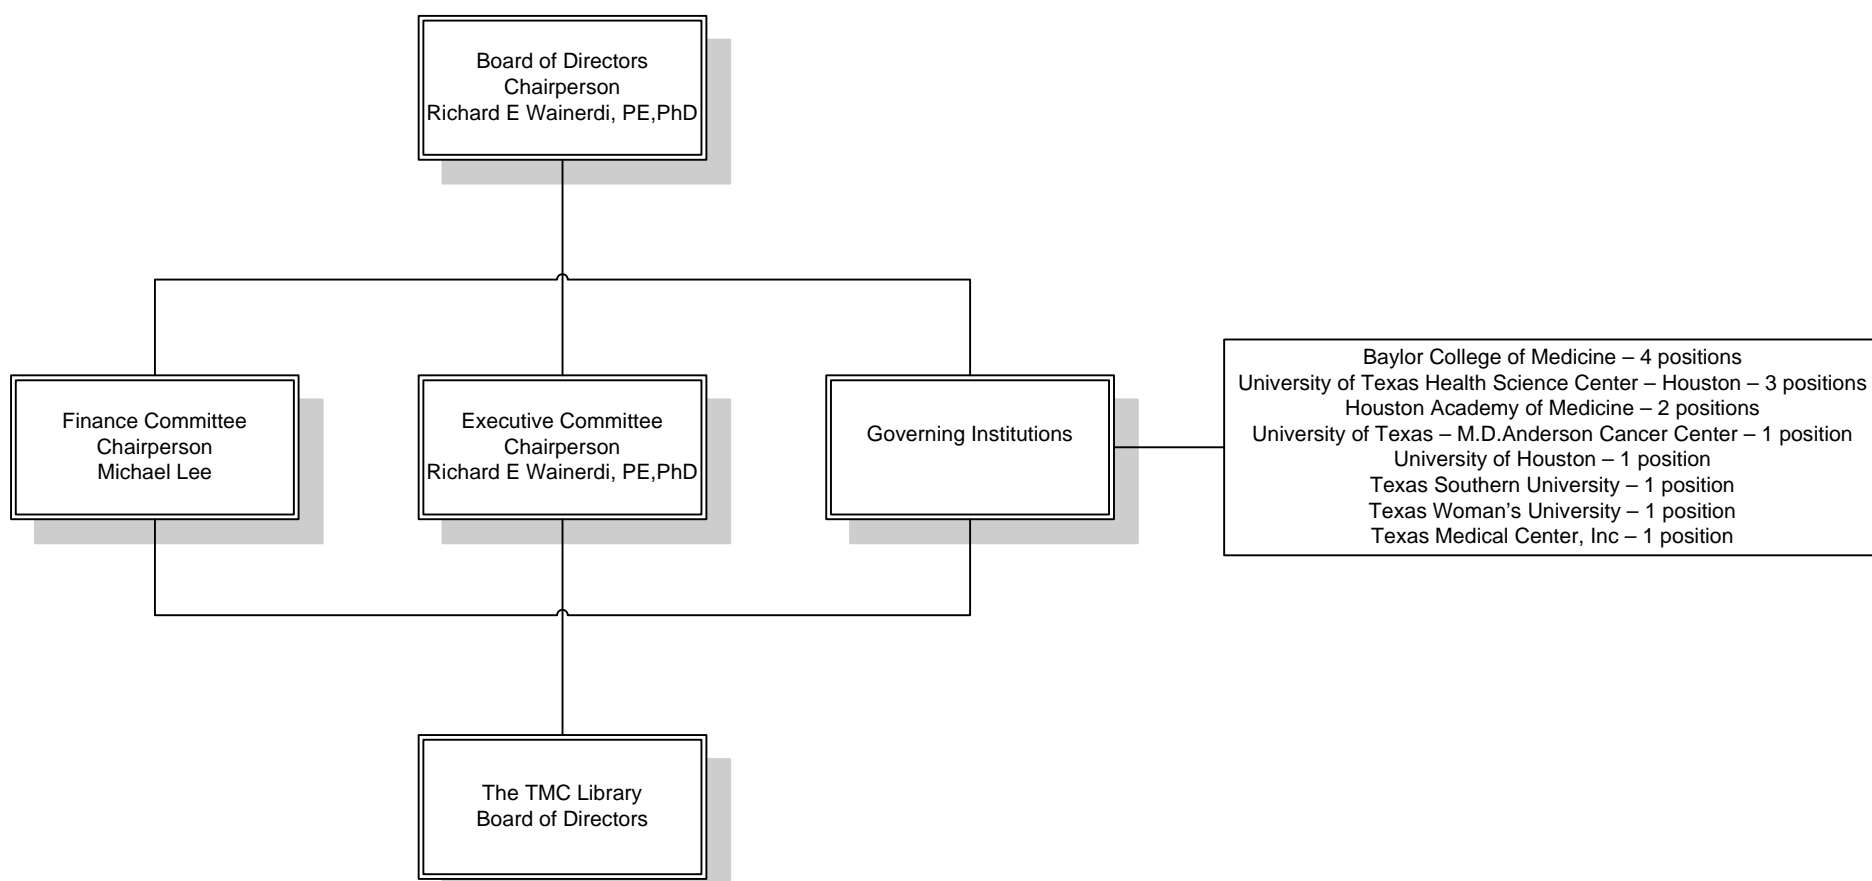 Board of Directors
Chairperson
Richard E Wainerdi, PE,PhD
Finance Committee
Chairperson
Michael Lee
Executive Committee
Chairperson
Richard E Wainerdi, PE,PhD
Governing Institutions
Baylor College of Medicine – 4 positions
University of Texas Health Science Center – Houston – 3 positions
Houston Academy of Medicine – 2 positions
University of Texas – M.D.Anderson Cancer Center – 1 position
University of Houston – 1 position
Texas Southern University – 1 position
Texas Woman's University – 1 position
Texas Medical Center, Inc – 1 position
The TMC Library
Board of Directors